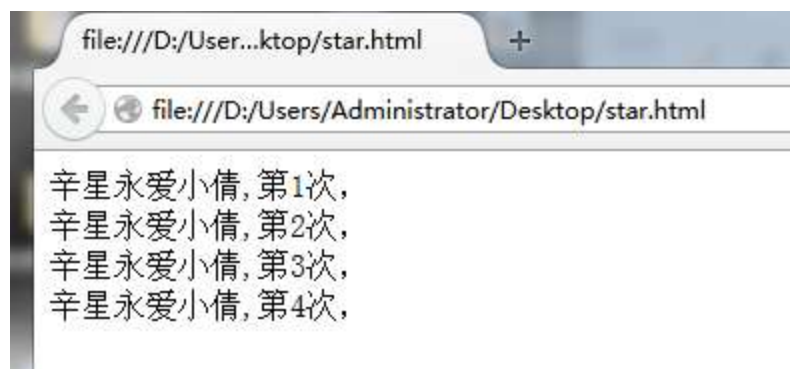 file:///D:/User...ktop/star.html
file:///D:/Users/Administrator/Desktop/star.html
辛星永爱小倩,第1次，
辛星永爱小倩,第2次，
辛星永爱小倩,第3次，
辛星永爱小倩,第4次，